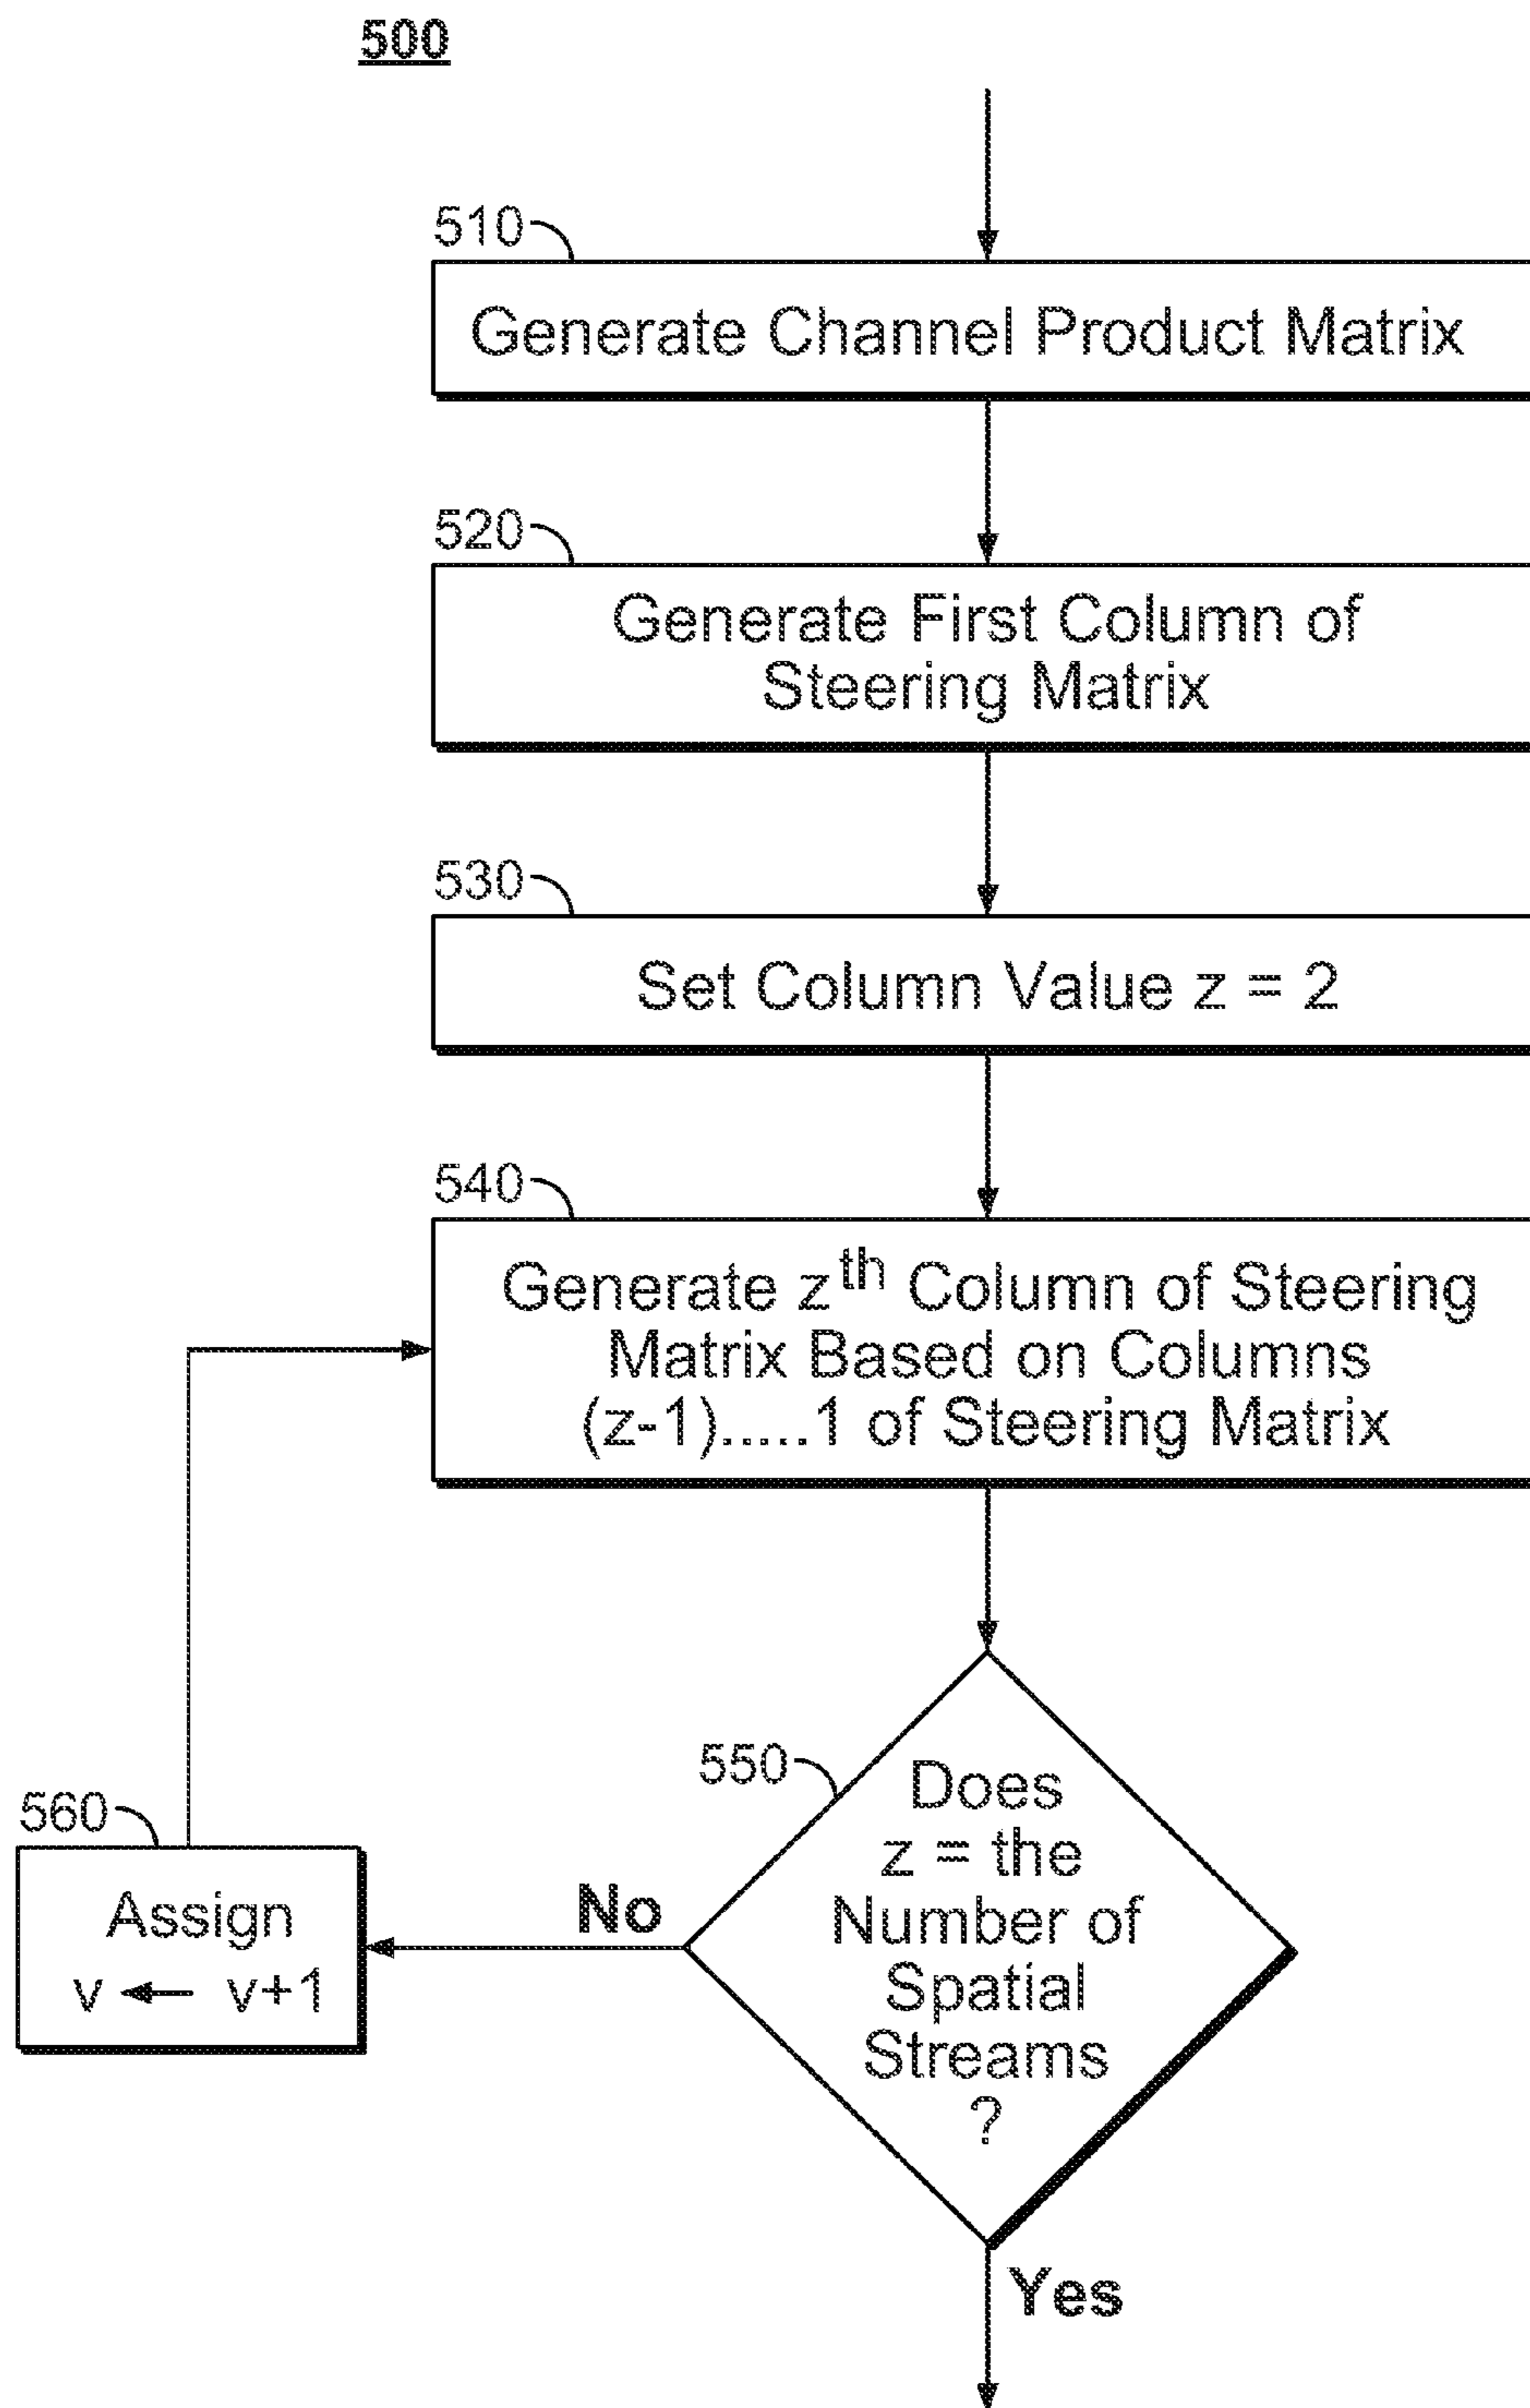 500
510
Generate Channel Product Matrix
520
Generate First Column of
Steering Matrix
530
Set Column Value z = 2
540
Generate zth Column of Steering
Matrix Based on Columns
(z-1).....1 of Steering Matrix
550
Does
z = the
Number of
Spatial
Streams
?
No
560
Assign
v ← v+1
Yes